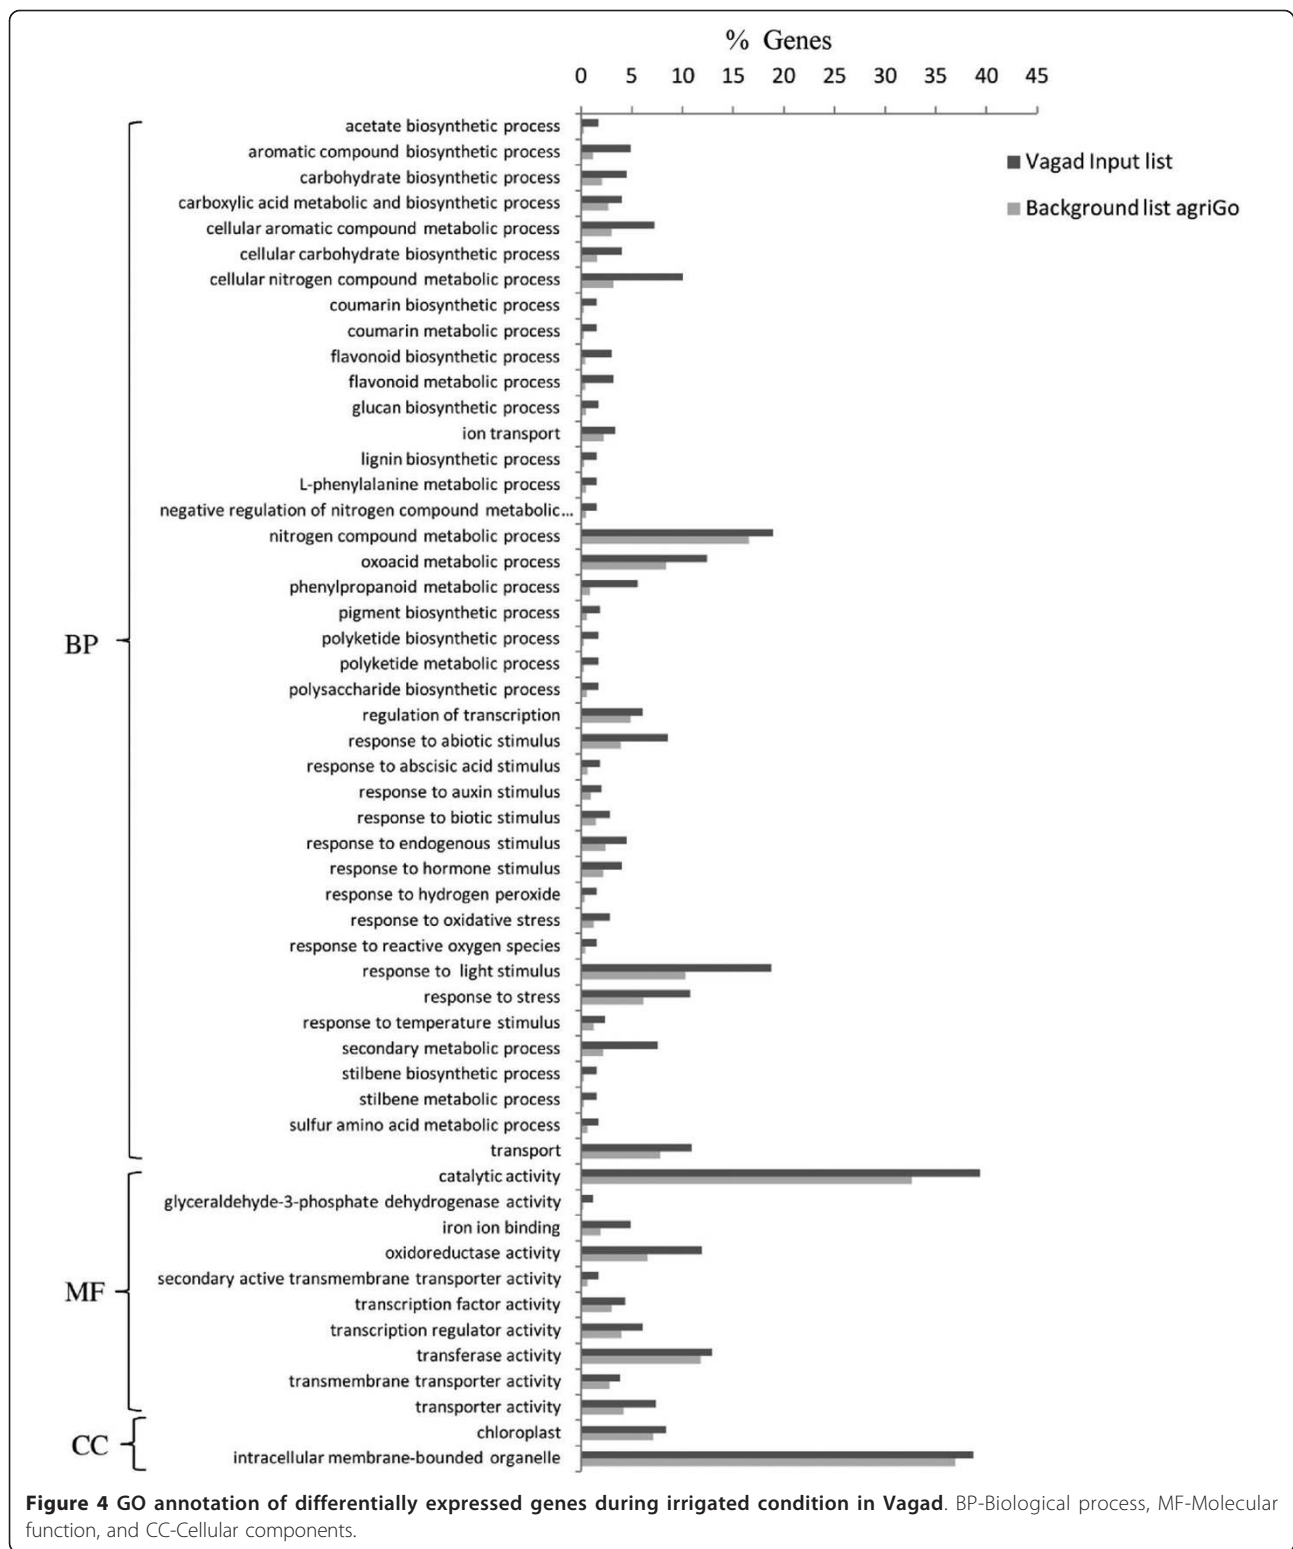 % Genes
0 5 10 15 20 25 30 35 40 45
acetate biosynthetic process
aromatic compound biosynthetic process
Vagad Input list
carbohydrate biosynthetic process
carboxylic acid metabolic and biosynthetic process
Background list agriGo
cellular aromatic compound metabolic process
cellular carbohydrate biosynthetic process
cellular nitrogen compound metabolic process
coumarin biosynthetic process
coumarin metabolic process
flavonoid biosynthetic process
flavonoid metabolic process
glucan biosynthetic process
ion transport
lignin biosynthetic process
L-phenylalanine metabolic process
negative regulation of nitrogen compound metabolic...
nitrogen compound metabolic process
oxoacid metabolic process
phenylpropanoid metabolic process
pigment biosynthetic process
BP
polyketide biosynthetic process
polyketide metabolic process
polysaccharide biosynthetic process
regulation of transcription
response to abiotic stimulus
response to abscisic acid stimulus
response to auxin stimulus
response to biotic stimulus
response to endogenous stimulus
response to hormone stimulus
response to hydrogen peroxide
response to oxidative stress
response to reactive oxygen species
response to light stimulus
response to stress
response to temperature stimulus
secondary metabolic process
stilbene biosynthetic process
stilbene metabolic process
sulfur amino acid metabolic process
transport
catalytic activity
glyceraldehyde-3-phosphate dehydrogenase activity
iron ion binding
oxidoreductase activity
secondary active transmembrane transporter activity
MF
transcription factor activity
transcription regulator activity
transferase activity
transmembrane transporter activity
transporter activity
chloroplast
CC
intracellular membrane-bounded organelle
Figure 4 GO annotation of differentially expressed genes during irrigated condition in Vagad. BP-Biological process, MF-Molecular
function, and CC-Cellular components.